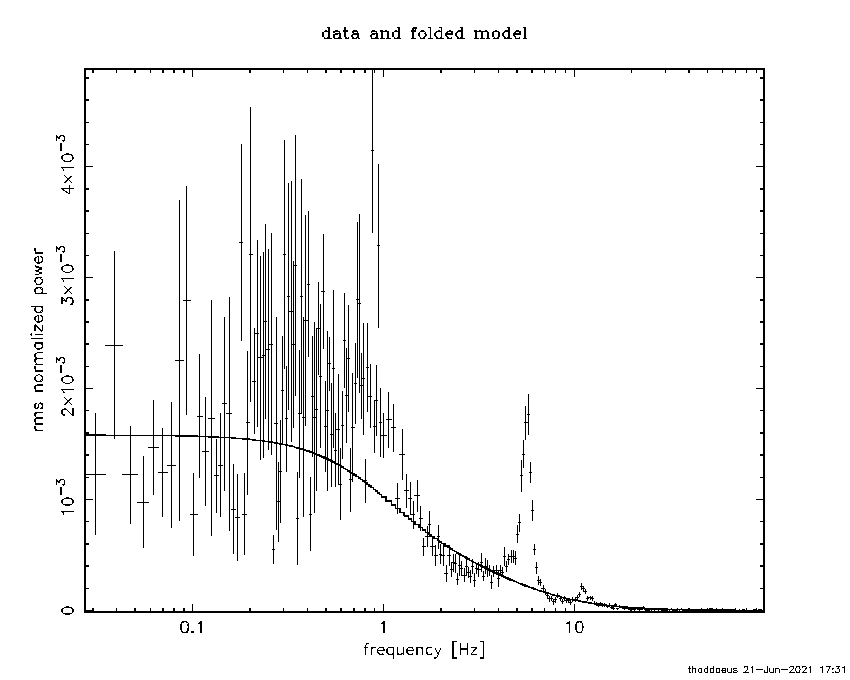 data and folded model
rms normalized power
4×10⁻³
3×10⁻³
2×10⁻³
10⁻³
0
0.1 1 10
frequency [Hz]
thaddaeus 21-Jun-2021 17:31